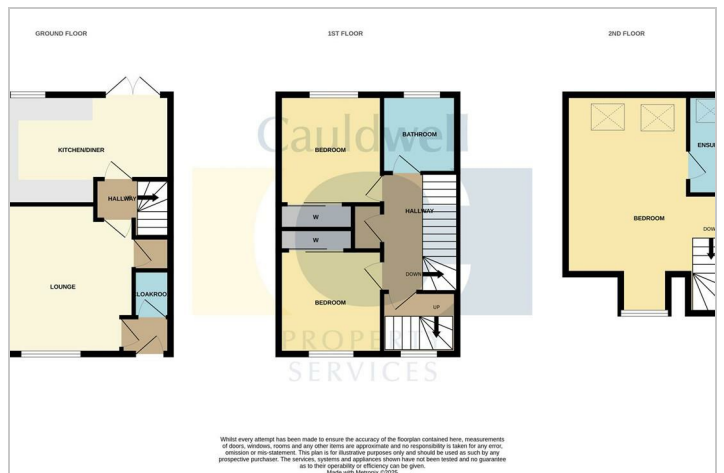 GROUND FLOOR
1ST FLOOR
2ND FLOOR
KITCHEN/DINER
HALLWAY
LOUNGE
LOAKROO
BEDROOM
BATHROOM
HALLWAY
W
W
DOWN
BEDROOM
UP
ENSUI
BEDROOM
DOW
Cauldwell
PROPERTY
SERVICES
Whilst every attempt has been made to ensure the accuracy of the floorplan contained here, measurements
of doors, windows, rooms and any other items are approximate and no responsibility is taken for any error,
omission or mis-statement. This plan is for illustrative purposes only and should be used as such by any
prospective purchaser. The services, systems and appliances shown have not been tested and no guarantee
as to their operability or efficiency can be given.
Made with Metropix ©2025